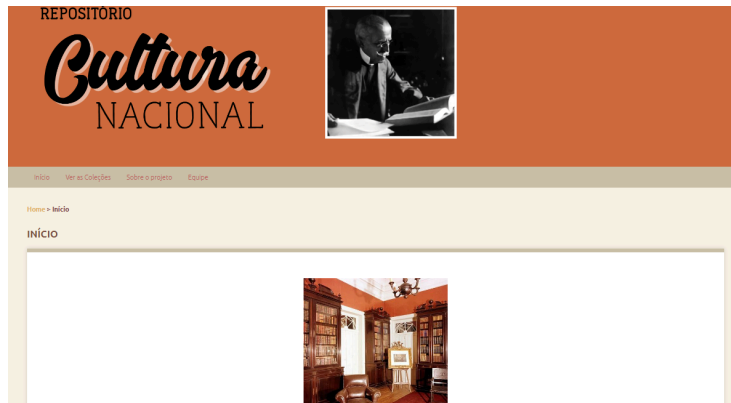 REPOSITÓRIO
Cultura
NACIONAL
Início Ver as Coleções Sobre o projeto Equipe
Home > Início
INÍCIO